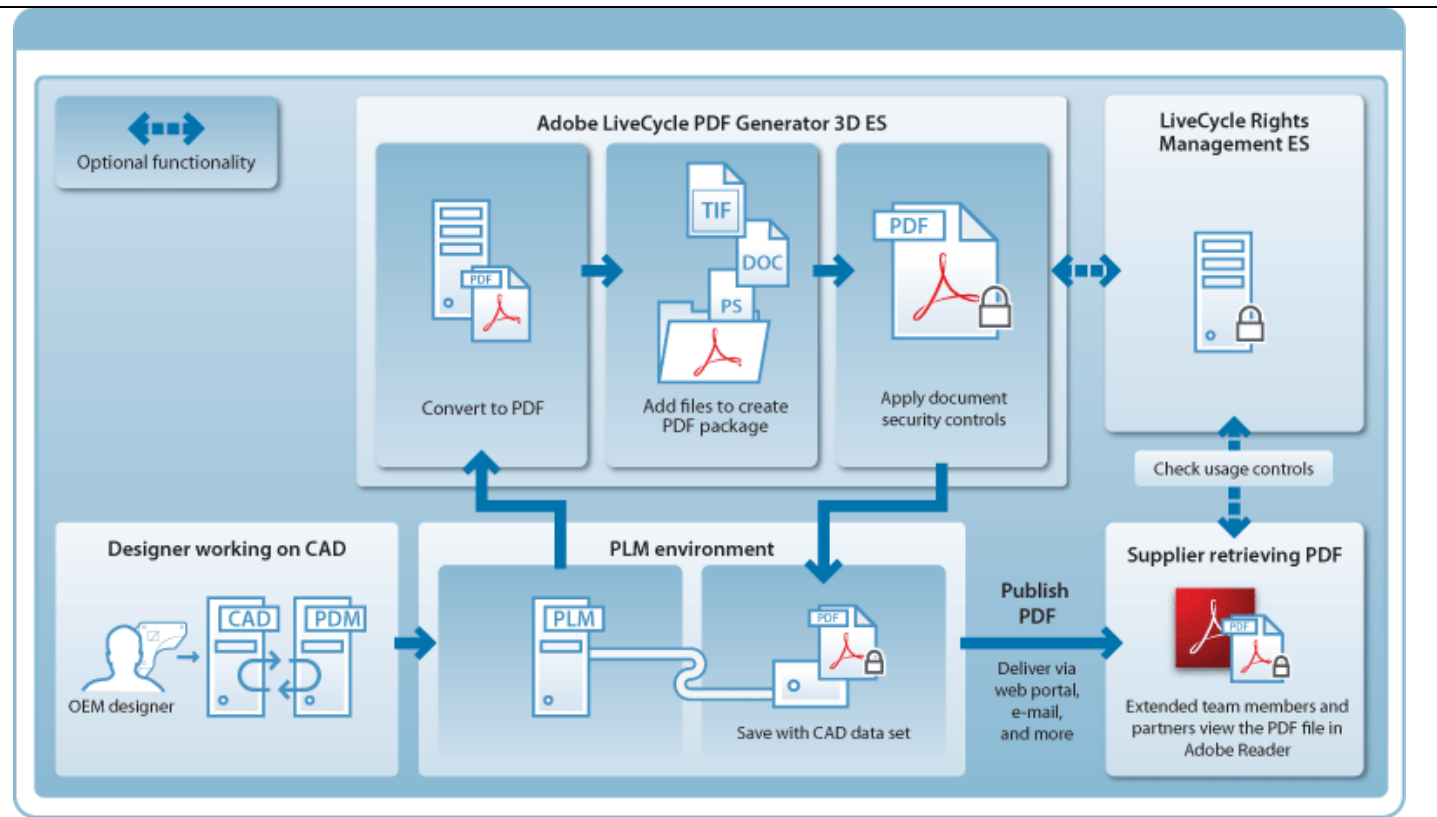 Optional functionality
Adobe LiveCycle PDF Generator 3D ES
PDF
Convert to PDF
TIF
DOC
PS
Add files to create
PDF package
PDF
Apply document
security controls
LiveCycle Rights
Management ES
Check usage controls
Designer working on CAD
OEM designer
CAD
PDM
PLM environment
PLM
PDF
Save with CAD data set
Publish
PDF
Deliver via
web portal,
e-mail,
and more
Supplier retrieving PDF
PDF
Extended team members and
partners view the PDF file in
Adobe Reader